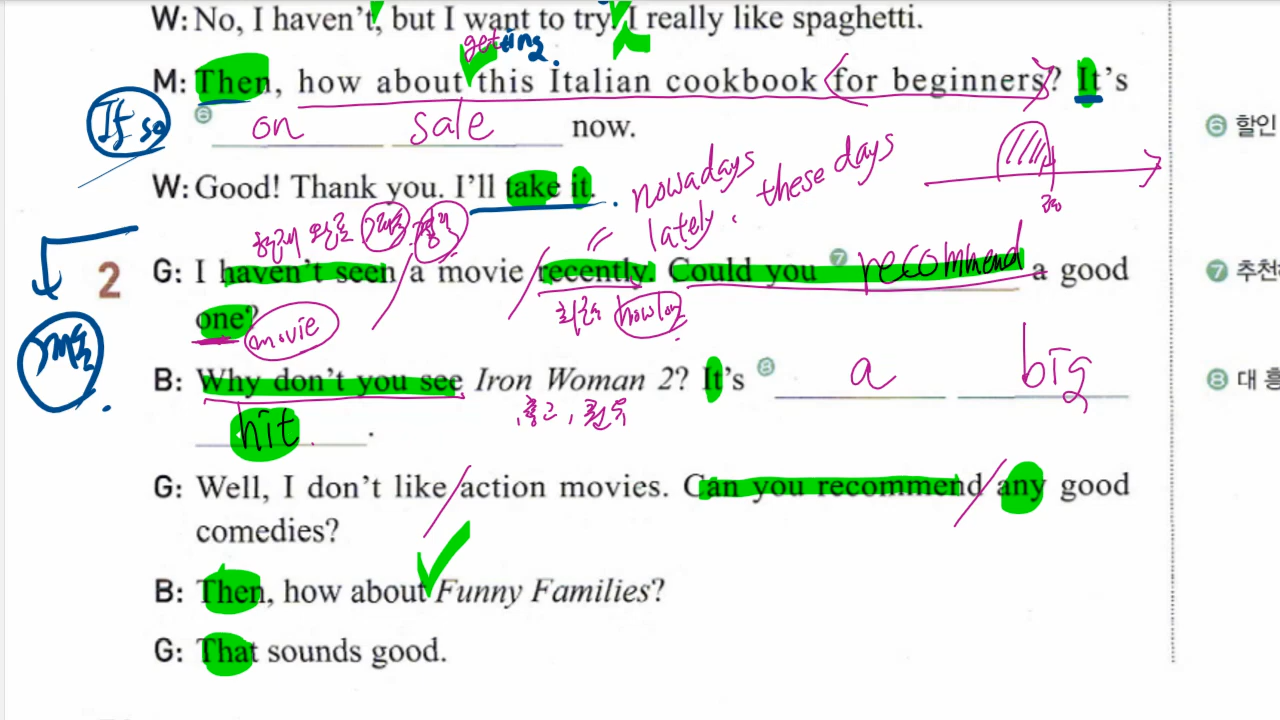 W: No, I haven't, but I want to try. I really like spaghetti.
getting.
M: Then, how about this Italian cookbook (for beginners)? It's
If so
⑥ on sale now.
⑥ 할인
W: Good! Thank you. I'll take it.
nowadays these days
lately.
2 G: I haven't seen a movie recently. Could you ⑦ recommend a good
⑦ 추천
one? movie
B: Why don't you see Iron Woman 2? It's ⑧ a big
⑧ 대 흥
hit.
G: Well, I don't like action movies. Can you recommend any good
comedies?
B: Then, how about Funny Families?
G: That sounds good.